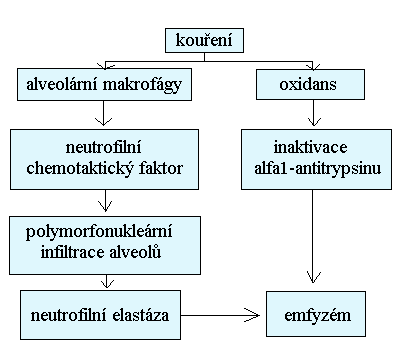 kouření
alveolární makrofágy
oxidans
neutrofilní
chemotaktický faktor
inaktivace
alfa1-antitrypsinu
polymorfonukleární
infiltrace alveolů
neutrofilní elastáza
emfyzém